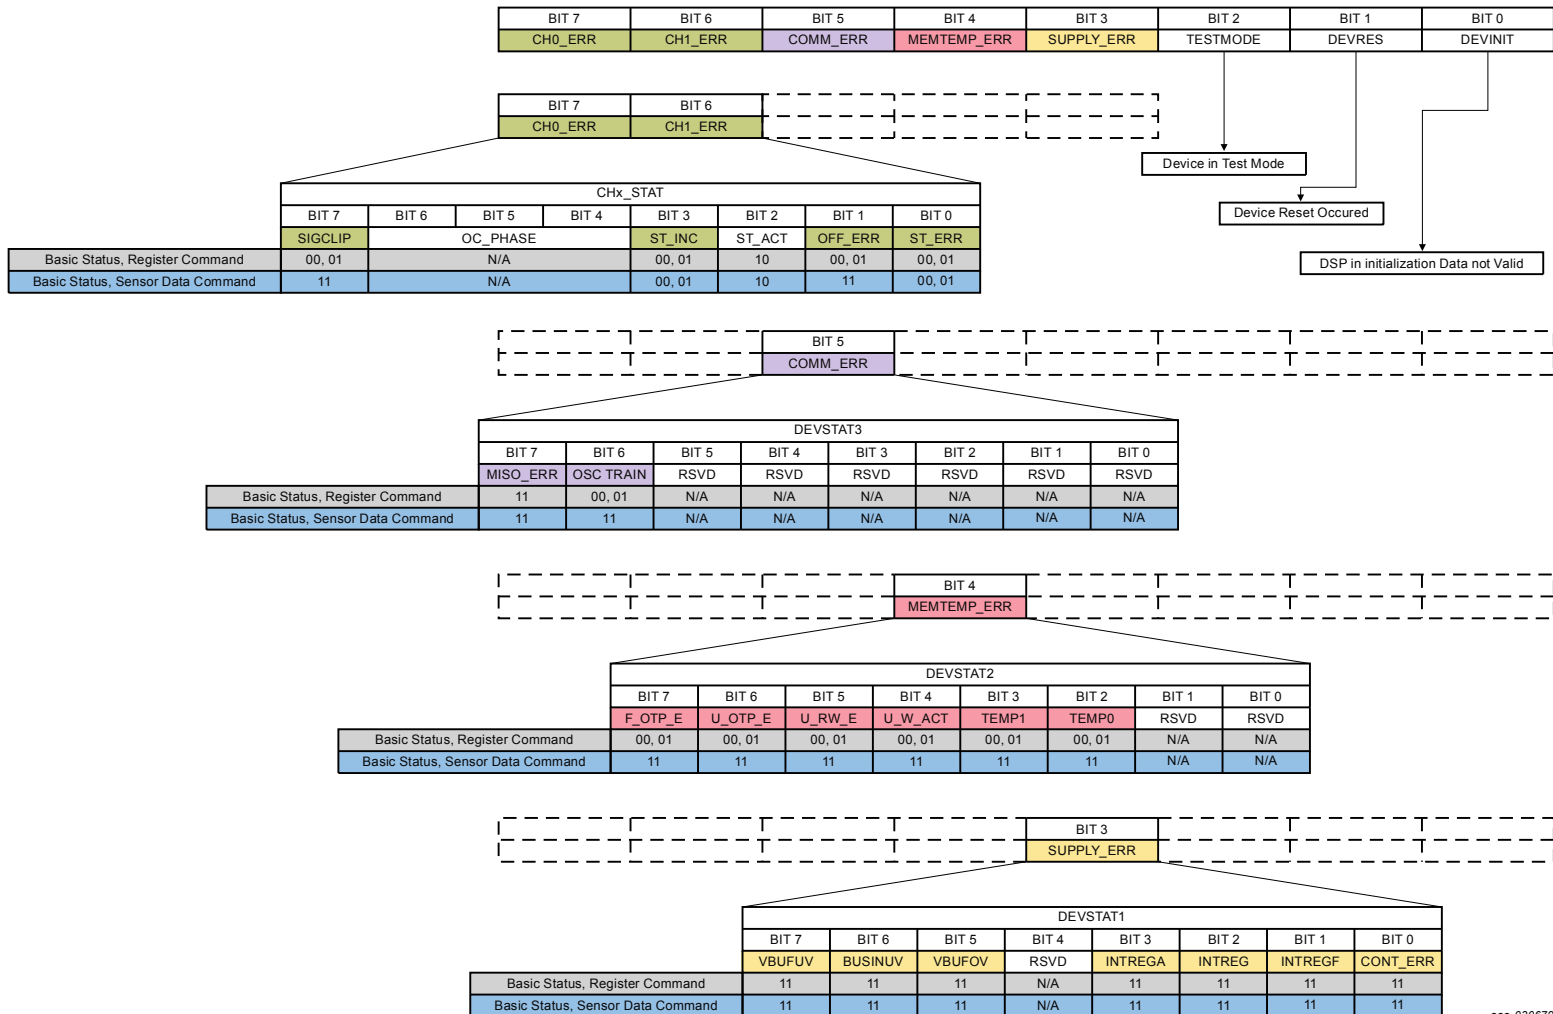 BIT 7 BIT 6 BIT 5 BIT 4 BIT 3 BIT 2 BIT 1 BIT 0
CH0_ERR CH1_ERR COMM_ERR MEMTEMP_ERR SUPPLY_ERR TESTMODE DEVRES DEVINIT
BIT 7 BIT 6
CH0_ERR CH1_ERR
Device in Test Mode
Device Reset Occured
DSP in initialization Data not Valid
CHx_STAT
BIT 7 BIT 6 BIT 5 BIT 4 BIT 3 BIT 2 BIT 1 BIT 0
SIGCLIP OC_PHASE ST_INC ST_ACT OFF_ERR ST_ERR
Basic Status, Register Command 00, 01 N/A 00, 01 10 00, 01 00, 01
Basic Status, Sensor Data Command 11 N/A 00, 01 10 11 00, 01
BIT 5
COMM_ERR
DEVSTAT3
BIT 7 BIT 6 BIT 5 BIT 4 BIT 3 BIT 2 BIT 1 BIT 0
MISO_ERR OSC TRAIN RSVD RSVD RSVD RSVD RSVD RSVD
Basic Status, Register Command 11 00, 01 N/A N/A N/A N/A N/A N/A
Basic Status, Sensor Data Command 11 11 N/A N/A N/A N/A N/A N/A
BIT 4
MEMTEMP_ERR
DEVSTAT2
BIT 7 BIT 6 BIT 5 BIT 4 BIT 3 BIT 2 BIT 1 BIT 0
F_OTP_E U_OTP_E U_RW_E U_W_ACT TEMP1 TEMP0 RSVD RSVD
Basic Status, Register Command 00, 01 00, 01 00, 01 00, 01 00, 01 00, 01 N/A N/A
Basic Status, Sensor Data Command 11 11 11 11 11 11 N/A N/A
BIT 3
SUPPLY_ERR
DEVSTAT1
BIT 7 BIT 6 BIT 5 BIT 4 BIT 3 BIT 2 BIT 1 BIT 0
VBUFUV BUSINUV VBUFOV RSVD INTREGA INTREG INTREGF CONT_ERR
Basic Status, Register Command 11 11 11 N/A 11 11 11 11
Basic Status, Sensor Data Command 11 11 11 N/A 11 11 11 11